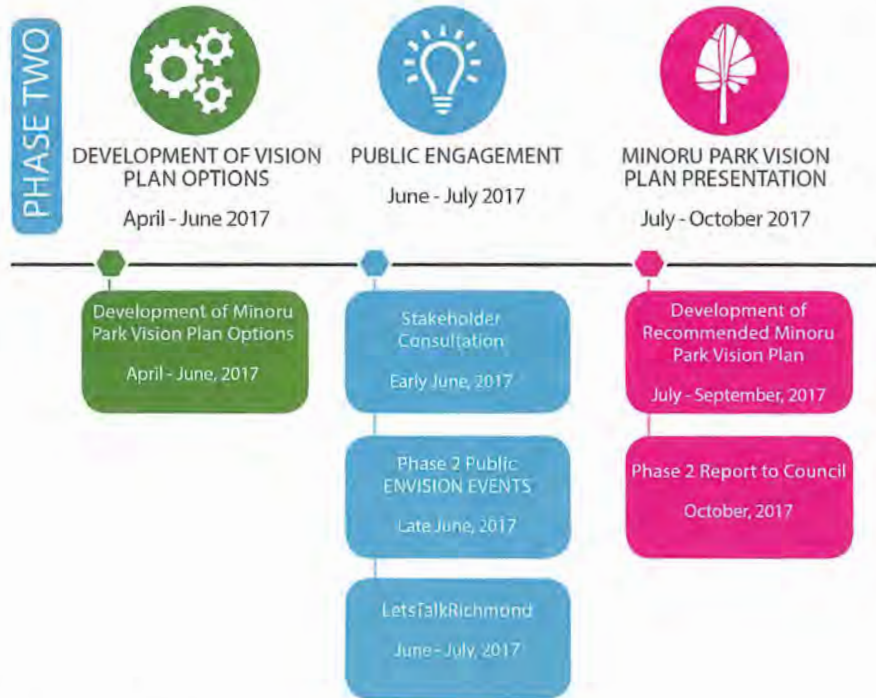 PHASE TWO
DEVELOPMENT OF VISION
PLAN OPTIONS
April - June 2017
PUBLIC ENGAGEMENT
June - July 2017
MINORU PARK VISION
PLAN PRESENTATION
July - October 2017
Development of Minoru
Park Vision Plan Options
April - June, 2017
Stakeholder
Consultation
Early June, 2017
Phase 2 Public
ENVISION EVENTS
Late June, 2017
LetsTalkRichmond
June - July, 2017
Development of
Recommended Minoru
Park Vision Plan
July - September, 2017
Phase 2 Report to Council
October, 2017